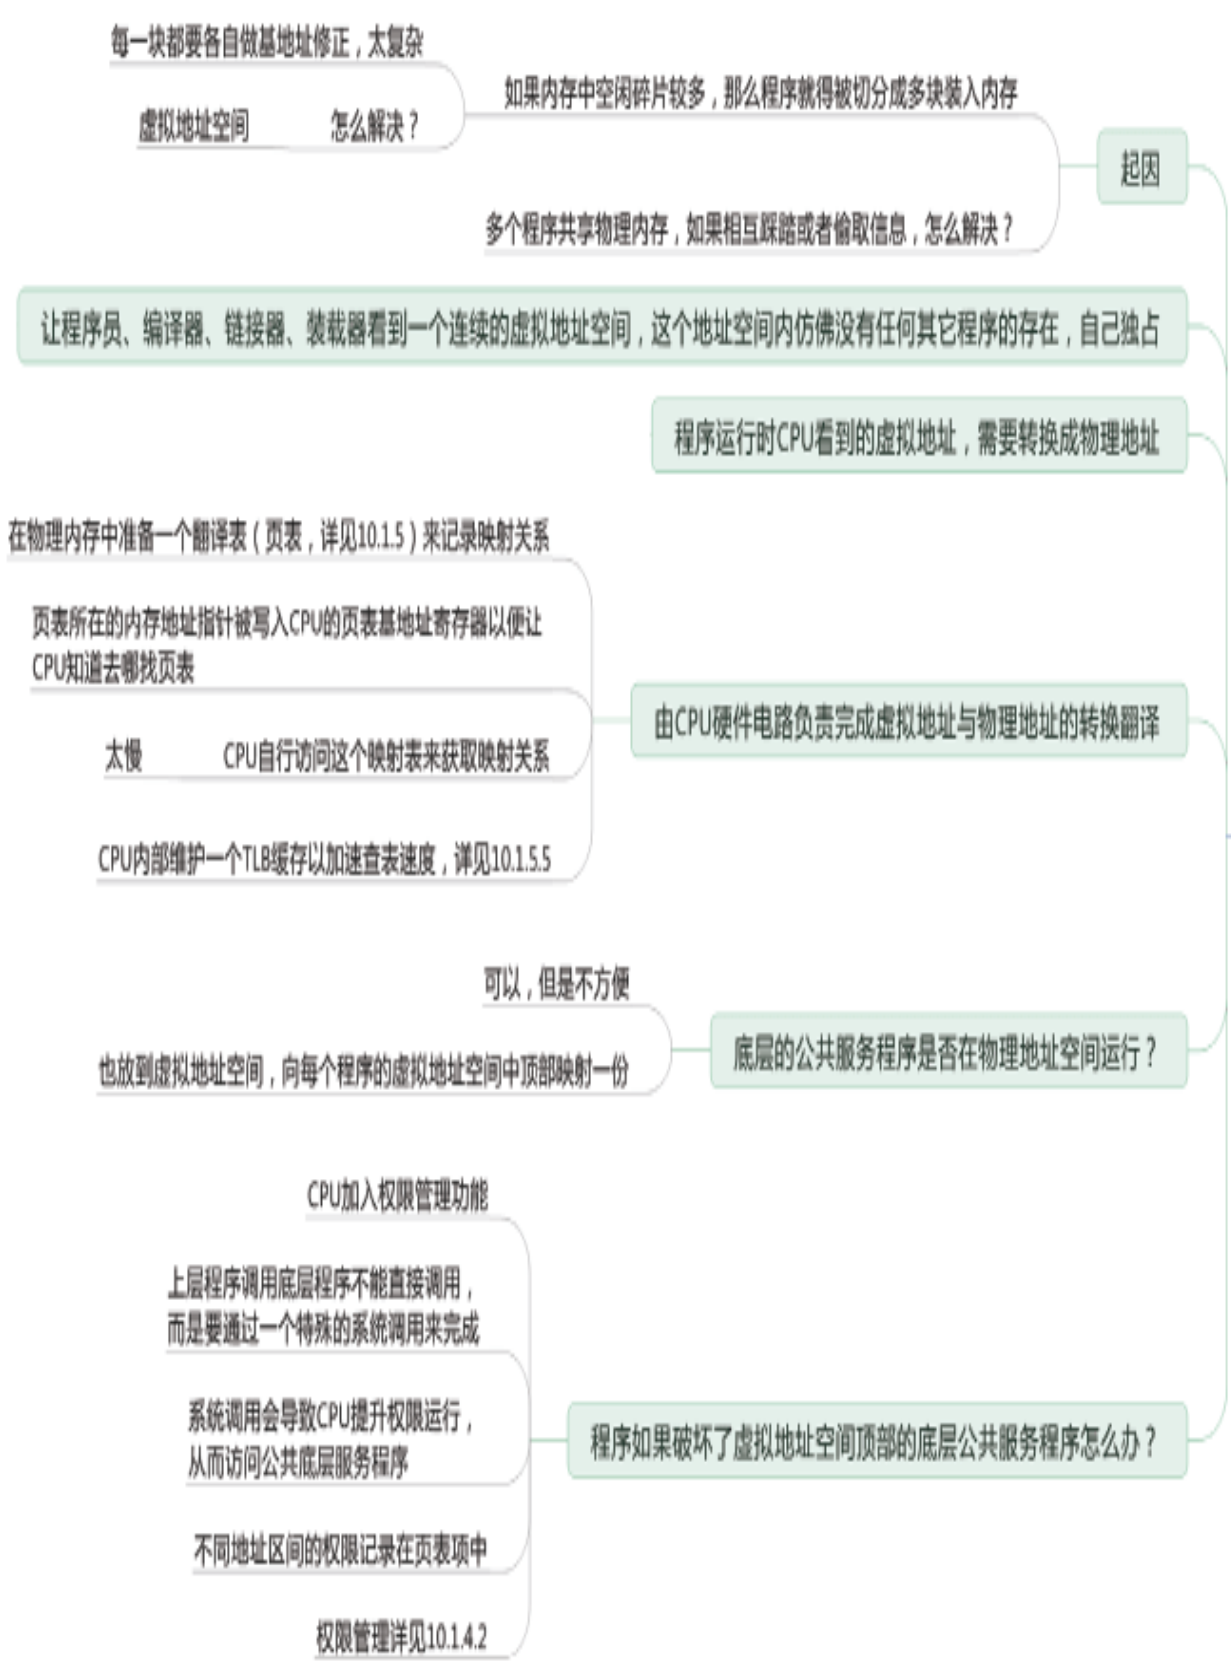 每一块都要各自做基地址修正，太复杂
如果内存中空闲碎片较多，那么程序就得被切分成多块装入内存
虚拟地址空间
怎么解决？
起因
多个程序共享物理内存，如果相互踩踏或者偷取信息，怎么解决？
让程序员、编译器、链接器、装载器看到一个连续的虚拟地址空间，这个地址空间内仿佛没有任何其它程序的存在，自己独占
程序运行时CPU看到的虚拟地址，需要转换成物理地址
在物理内存中准备一个翻译表（页表，详见10.1.5）来记录映射关系
页表所在的内存地址指针被写入CPU的页表基地址寄存器以便让
CPU知道去哪找页表
由CPU硬件电路负责完成虚拟地址与物理地址的转换翻译
太慢
CPU自行访问这个映射表来获取映射关系
CPU内部维护一个TLB缓存以加速查表速度，详见10.1.5.5
可以，但是不方便
底层的公共服务程序是否在物理地址空间运行？
也放到虚拟地址空间，向每个程序的虚拟地址空间中顶部映射一份
CPU加入权限管理功能
上层程序调用底层程序不能直接调用，
而是要通过一个特殊的系统调用来完成
系统调用会导致CPU提升权限运行，
从而访问公共底层服务程序
程序如果破坏了虚拟地址空间顶部的底层公共服务程序怎么办？
不同地址区间的权限记录在页表项中
权限管理详见10.1.4.2